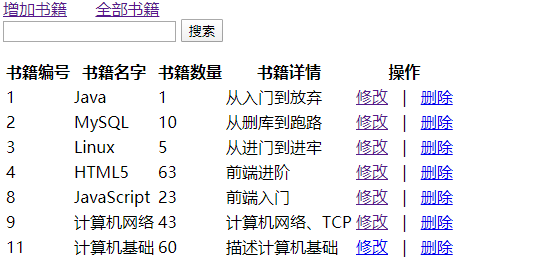 增加书籍 全部书籍
搜索
书籍编号 书籍名字 书籍数量 书籍详情 操作
1 Java 1 从入门到放弃 修改 | 删除
2 MySQL 10 从删库到跑路 修改 | 删除
3 Linux 5 从进门到进牢 修改 | 删除
4 HTML5 63 前端进阶 修改 | 删除
8 JavaScript 23 前端入门 修改 | 删除
9 计算机网络 43 计算机网络、TCP 修改 | 删除
11 计算机基础 60 描述计算机基础 修改 | 删除